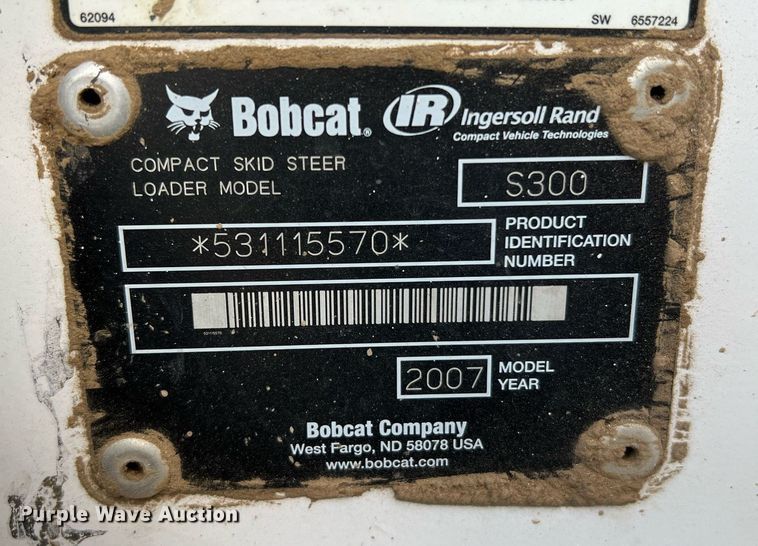 62094
SW 6557224
Bobcat®
IR Ingersoll Rand
Compact Vehicle Technologies
COMPACT SKID STEER
LOADER MODEL
S300
*531115570*
PRODUCT
IDENTIFICATION
NUMBER
531115570
2007
MODEL
YEAR
Bobcat Company
West Fargo, ND 58078 USA
www.bobcat.com
Purple Wave Auction